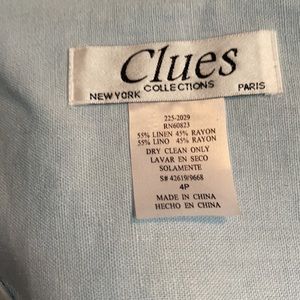 Clues
NEW YORK COLLECTIONS PARIS
225-2029
RN60823
55% LINEN 45% RAYON
55% LINO 45% RAYON
DRY CLEAN ONLY
LAVAR EN SECO
SOLAMENTE
S# 42619/9668
4P
MADE IN CHINA
HECHO EN CHINA